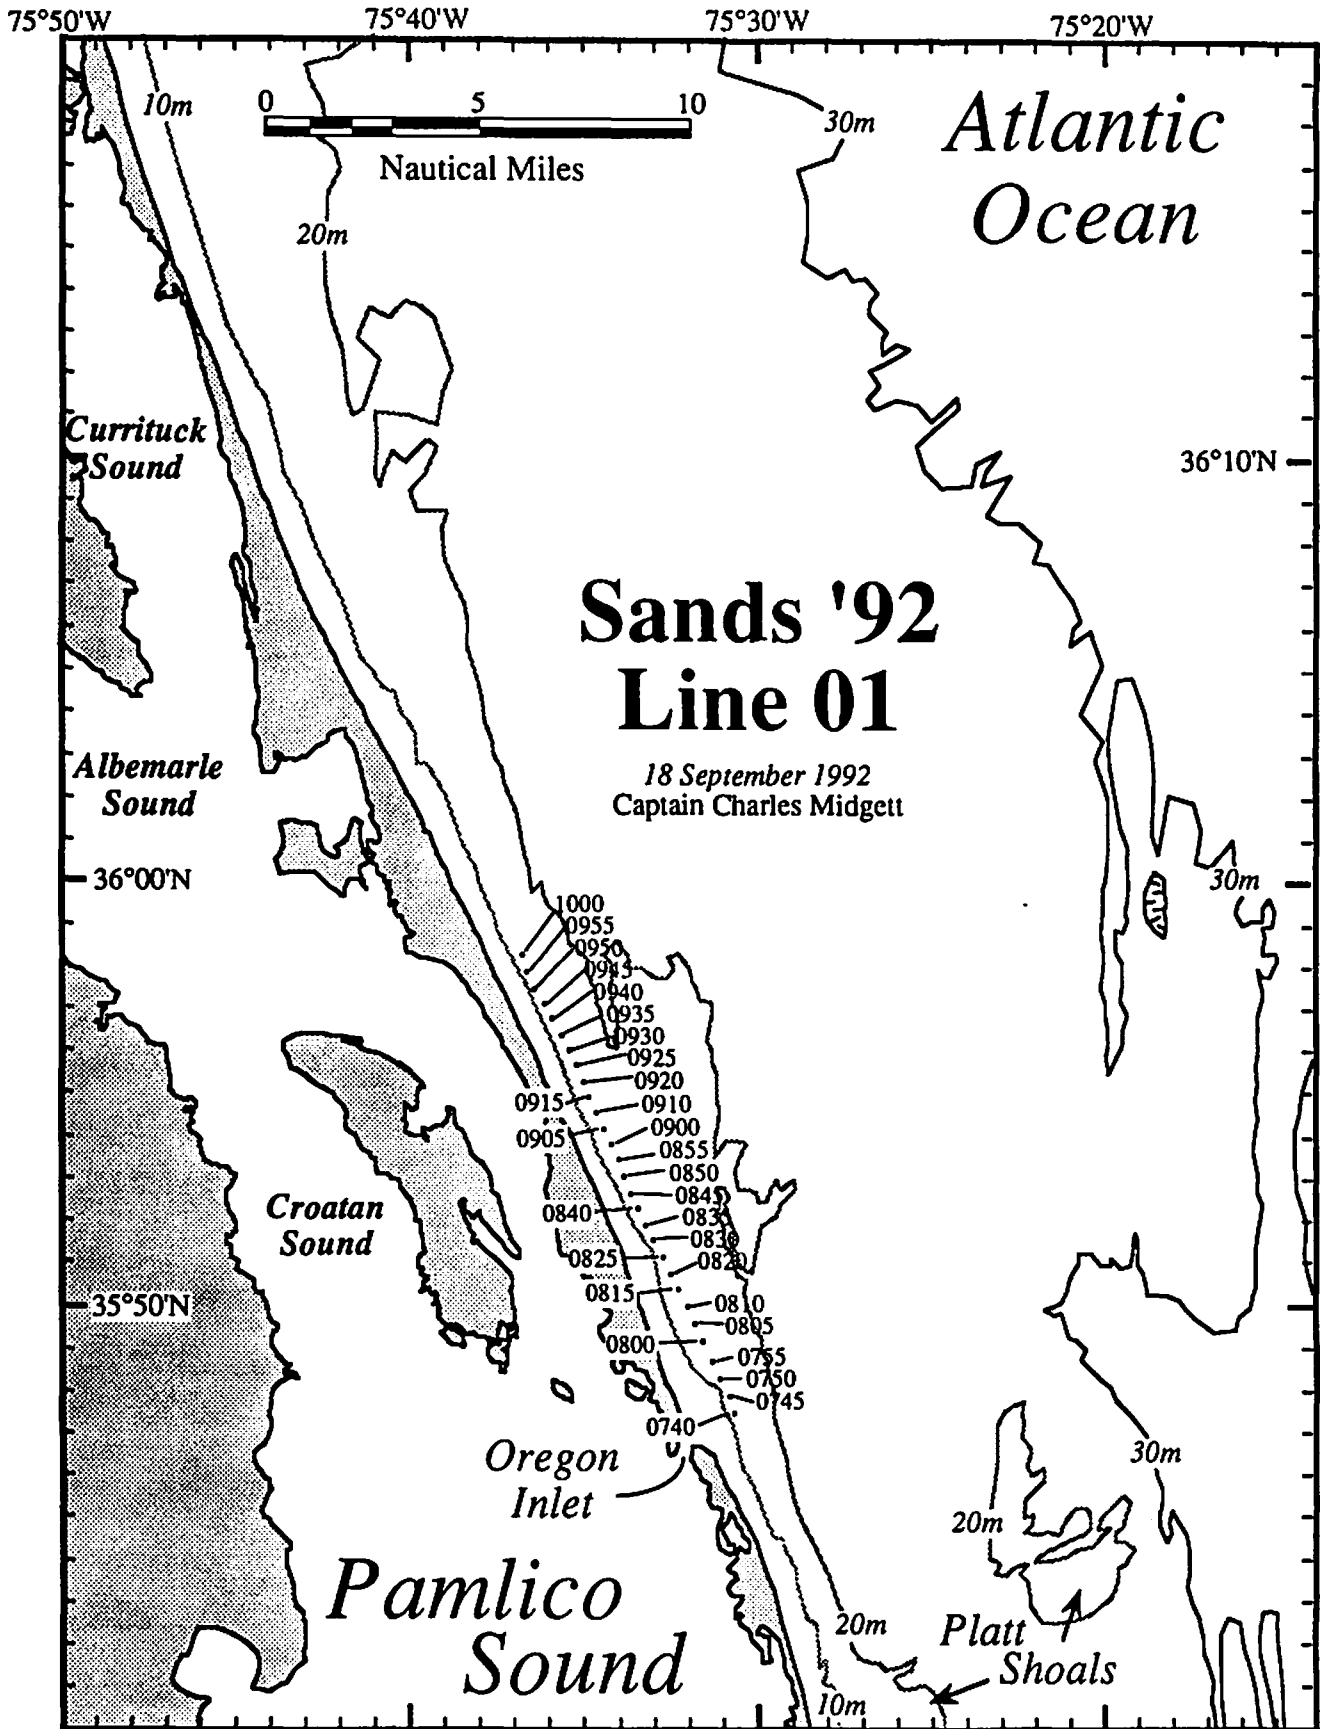 75°50'W 75°40'W 75°30'W 75°20'W
10m
0 5 10
Nautical Miles
30m
Atlantic
Ocean
20m
Currituck
Sound
36°10'N
Sands '92
Line 01
18 September 1992
Captain Charles Midgett
Albemarle
Sound
36°00'N
30m
1000
0955
0950
0945
0940
0935
0930
0925
0920
0915
0910
0905
0900
0855
0850
0845
0840
0835
0830
0825
0820
0815
0810
0805
0800
0755
0750
0745
0740
Croatan
Sound
35°50'N
Oregon
Inlet
30m
20m
Pamlico
Sound
20m
Platt
Shoals
10m